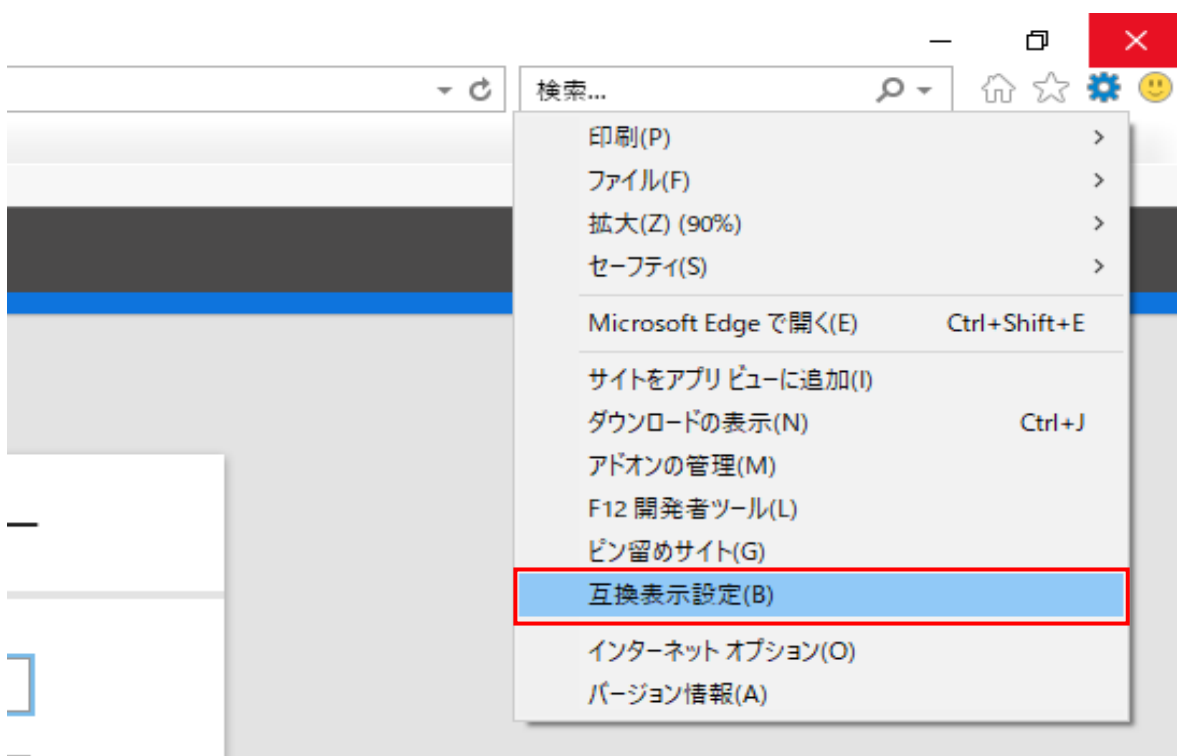 検索...
印刷(P)
ファイル(F)
拡大(Z) (90%)
セーフティ(S)
Microsoft Edge で開く(E) Ctrl+Shift+E
サイトをアプリ ビューに追加(I)
ダウンロードの表示(N) Ctrl+J
アドオンの管理(M)
F12 開発者ツール(L)
ピン留めサイト(G)
互換表示設定(B)
インターネット オプション(O)
バージョン情報(A)